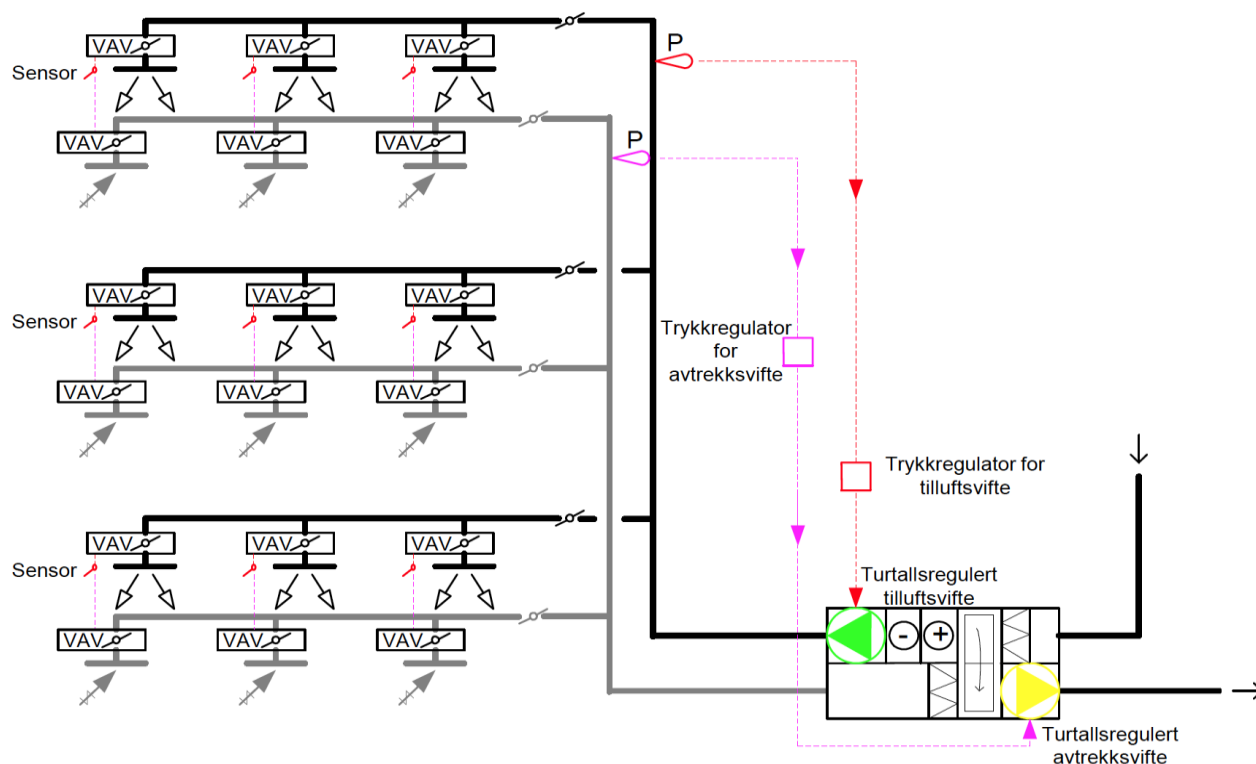 P
VAV VAV VAV
Sensor
P
VAV VAV VAV
VAV VAV VAV
Sensor
Trykkregulator
for
avtrekksvifte
VAV VAV VAV
Trykkregulator for
tilluftsvifte
VAV VAV VAV
Sensor
Turtallsregulert
tilluftsvifte
- +
VAV VAV VAV
Turtallsregulert
avtrekksvifte